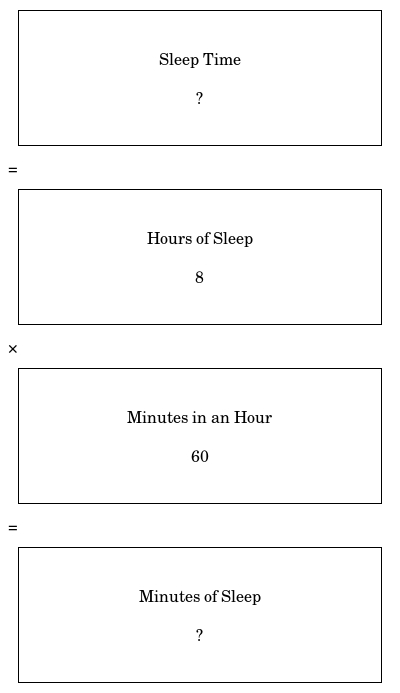 Sleep Time
?
=
Hours of Sleep
8
×
Minutes in an Hour
60
=
Minutes of Sleep
?